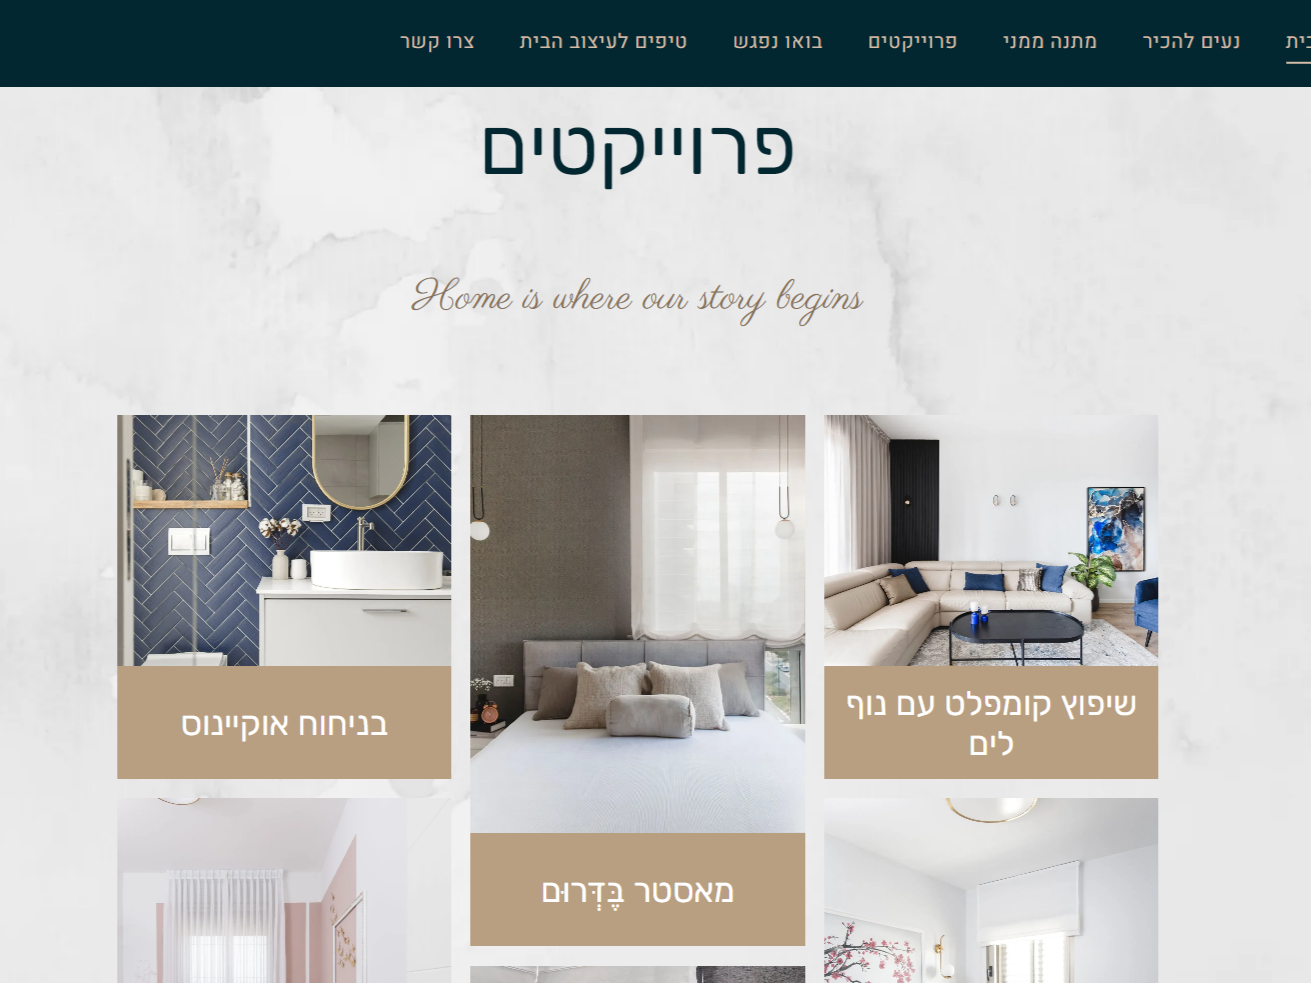 נעים להכיר
מתנה ממני
פרוייקטים
בואו נפגש
טיפים לעיצוב הבית
צרו קשר
פרוייקטים
Home is where our story begins
שיפוץ קומפלט עם נוף
לים
מאסטר בֶּדְּרוּם
בניחוח אוקיינוס